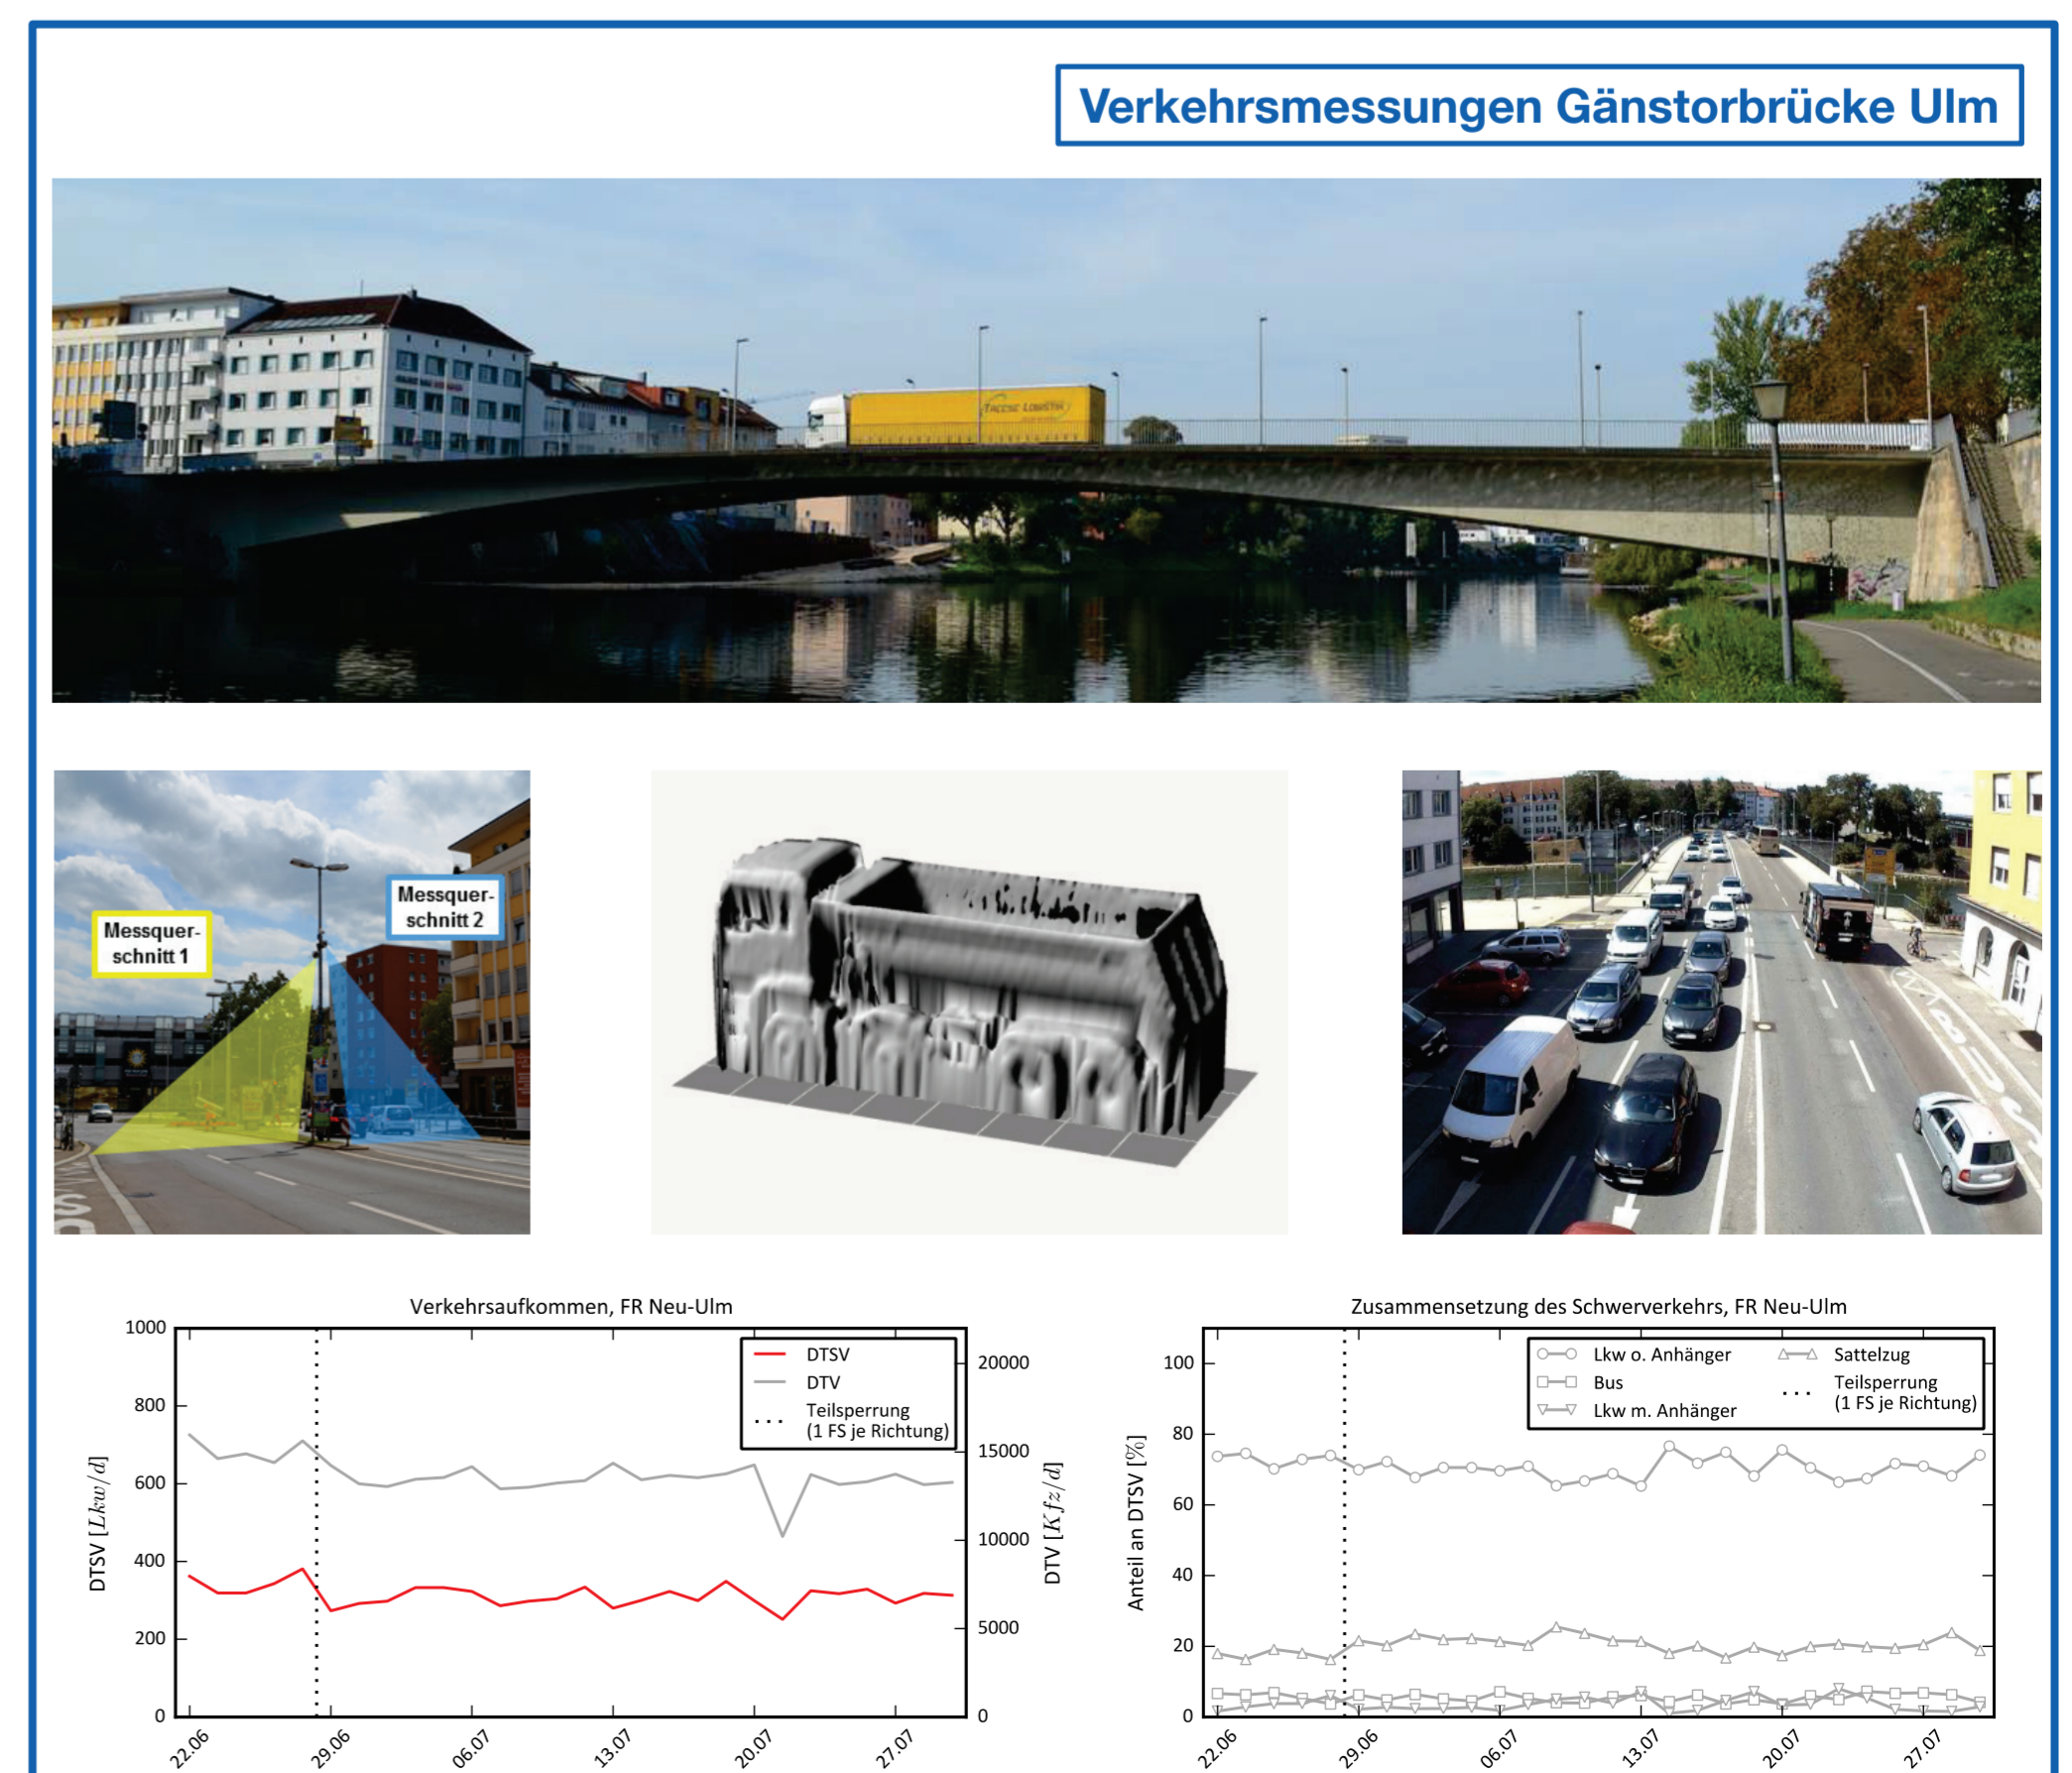 Verkehrsmessungen Gänstorbrücke Ulm
Messquer-
schnitt 1
Messquer-
schnitt 2
BUS
Verkehrsaufkommen, FR Neu-Ulm
1000
800
600
400
200
0
DTSV [Lkw/d]
DTSV
DTV
Teilsperrung
(1 FS je Richtung)
20000
15000
10000
5000
0
DTV [Kfz/d]
22.06
29.06
06.07
13.07
20.07
27.07
Zusammensetzung des Schwerverkehrs, FR Neu-Ulm
100
80
60
40
20
0
Anteil an DTSV [%]
Lkw o. Anhänger
Bus
Lkw m. Anhänger
Sattelzug
Teilsperrung
(1 FS je Richtung)
22.06
29.06
06.07
13.07
20.07
27.07